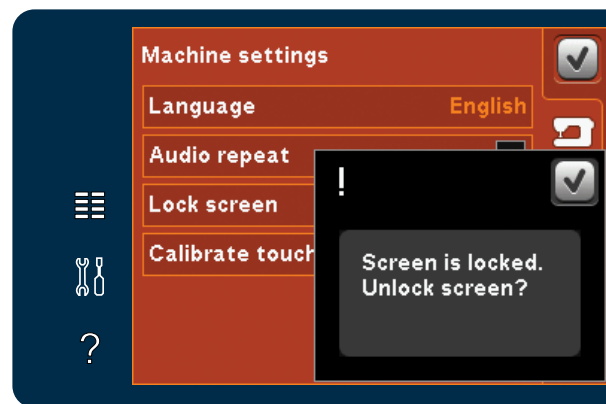 Machine settings
Language English
Audio repeat
Lock screen
Calibrate touch
!
Screen is locked.
Unlock screen?
?